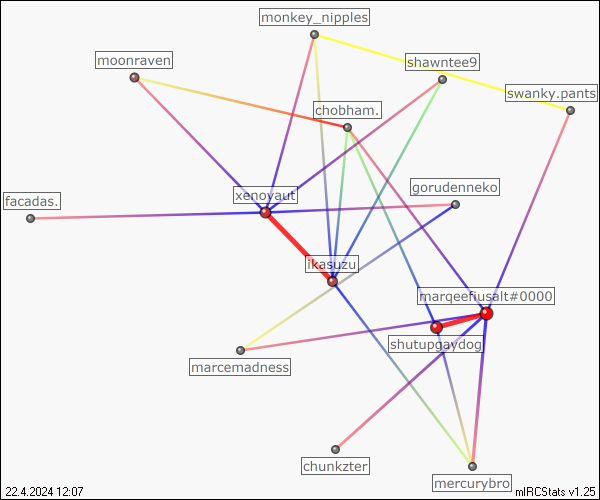 monkey_nipples
moonraven
shawntee9
swanky.pants
chobham.
gorudenneko
xenoyaut
facadas.
ikasuzu
marqeefiusalt#0000
shutupgaydog
marcemadness
chunkzter
mercurybro
22.4.2024 12:07
mIRCStats v1.25